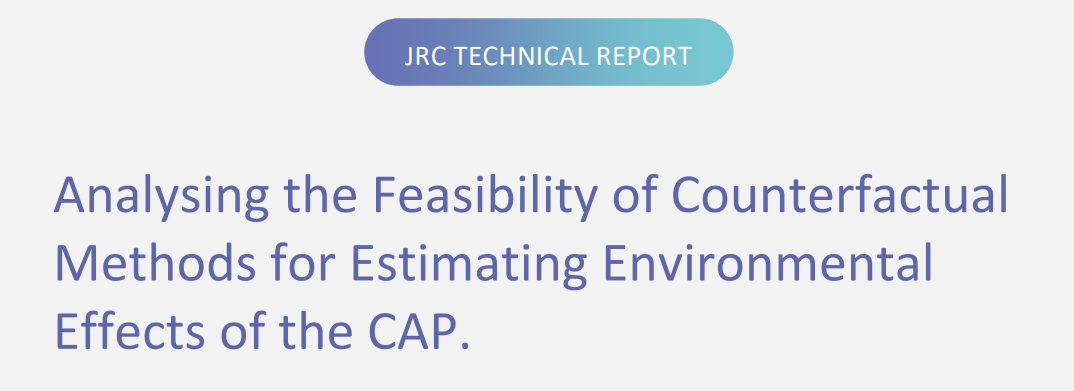 JRC TECHNICAL REPORT
Analysing the Feasibility of Counterfactual
Methods for Estimating Environmental
Effects of the CAP.